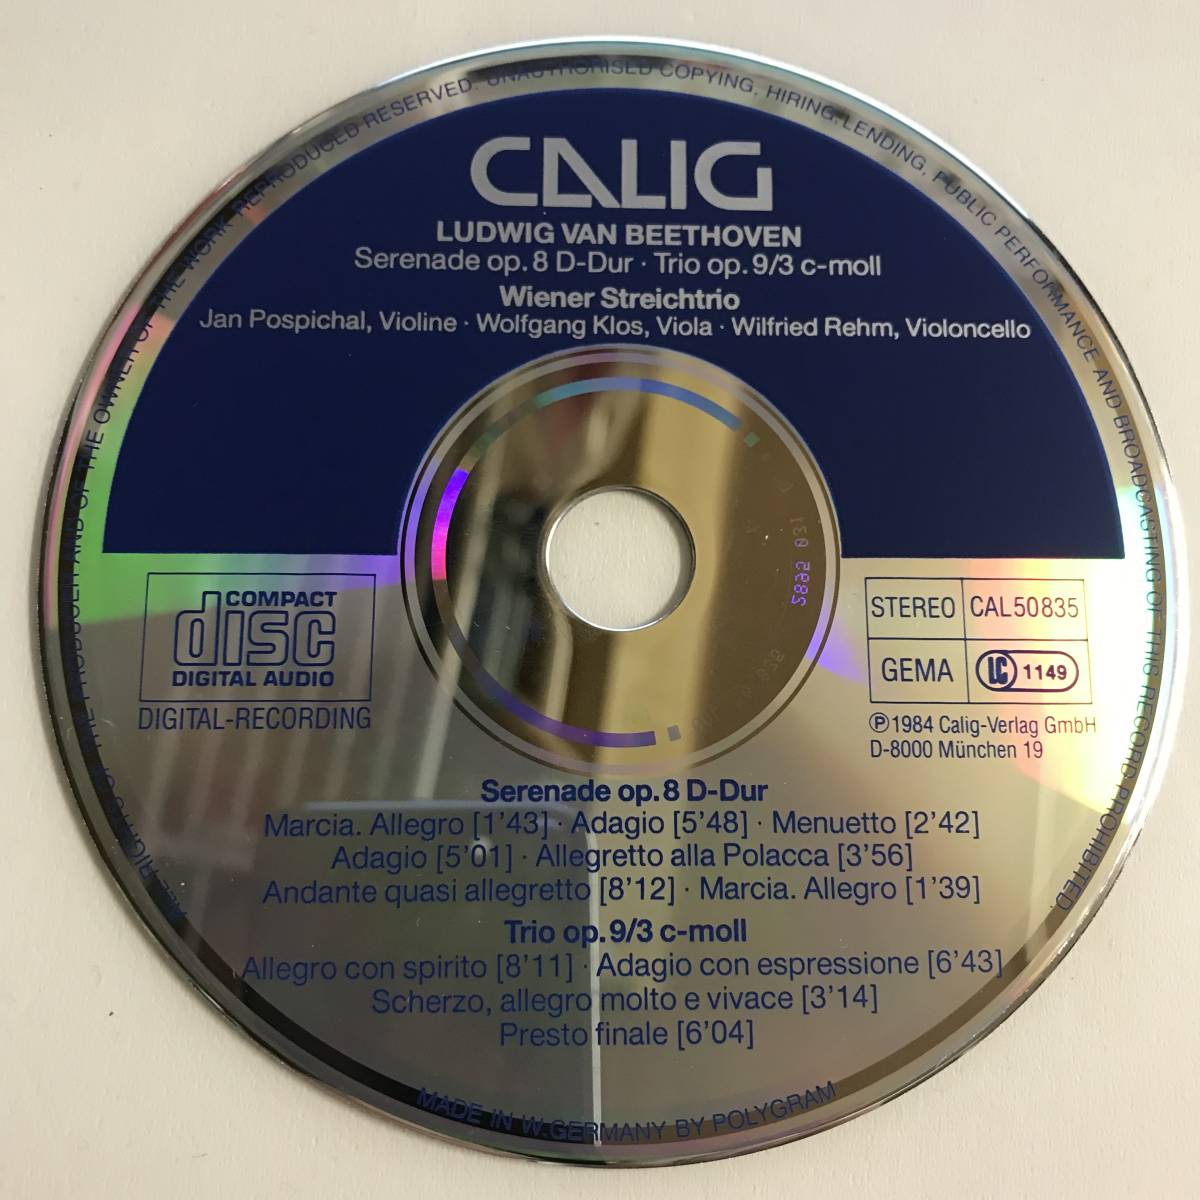 ALL RIGHTS OF THE PRODUCER AND OF THE OWNER OF THE WORK REPRODUCED RESERVED. UNAUTHORISED COPYING, HIRING, LENDING, PUBLIC PERFORMANCE AND BROADCASTING OF THIS RECORD PROHIBITED.
CALIG
LUDWIG VAN BEETHOVEN
Serenade op. 8 D-Dur · Trio op. 9/3 c-moll
Wiener Streichtrio
Jan Pospichal, Violine · Wolfgang Klos, Viola · Wilfried Rehm, Violoncello
COMPACT
disc
DIGITAL AUDIO
DIGITAL-RECORDING
STEREO CAL 50 835
GEMA LC 1149
℗ 1984 Calig-Verlag GmbH
D-8000 München 19
Serenade op. 8 D-Dur
Marcia. Allegro [1'43] · Adagio [5'48] · Menuetto [2'42]
Adagio [5'01] · Allegretto alla Polacca [3'56]
Andante quasi allegretto [8'12] · Marcia. Allegro [1'39]
Trio op. 9/3 c-moll
Allegro con spirito [8'11] · Adagio con espressione [6'43]
Scherzo, allegro molto e vivace [3'14]
Presto finale [6'04]
MADE IN W. GERMANY BY POLYGRAM